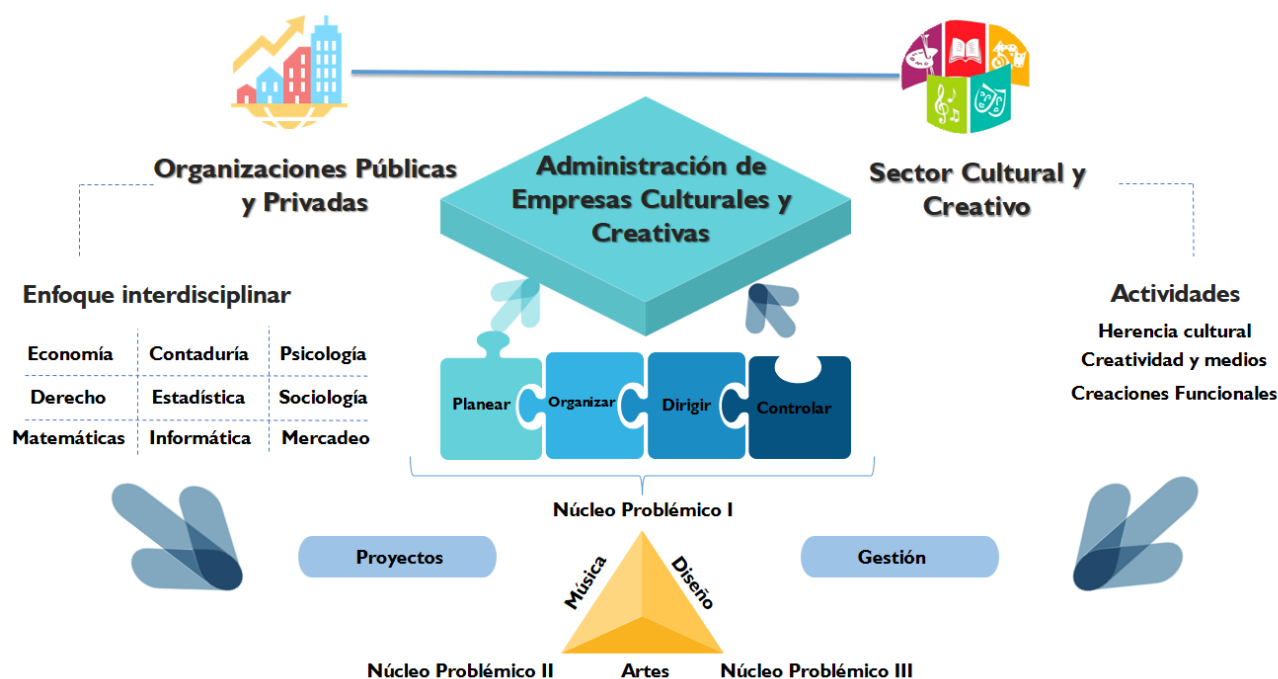 Organizaciones Públicas
y Privadas
Administración de
Empresas Culturales y
Creativas
Sector Cultural y
Creativo
Enfoque interdisciplinar
Economía Contaduría Psicología
Derecho Estadística Sociología
Matemáticas Informática Mercadeo
Actividades
Herencia cultural
Creatividad y medios
Creaciones Funcionales
Planear Organizar Dirigir Controlar
Núcleo Problémico I
Proyectos
Gestión
Música
Diseño
Núcleo Problémico II
Artes
Núcleo Problémico III